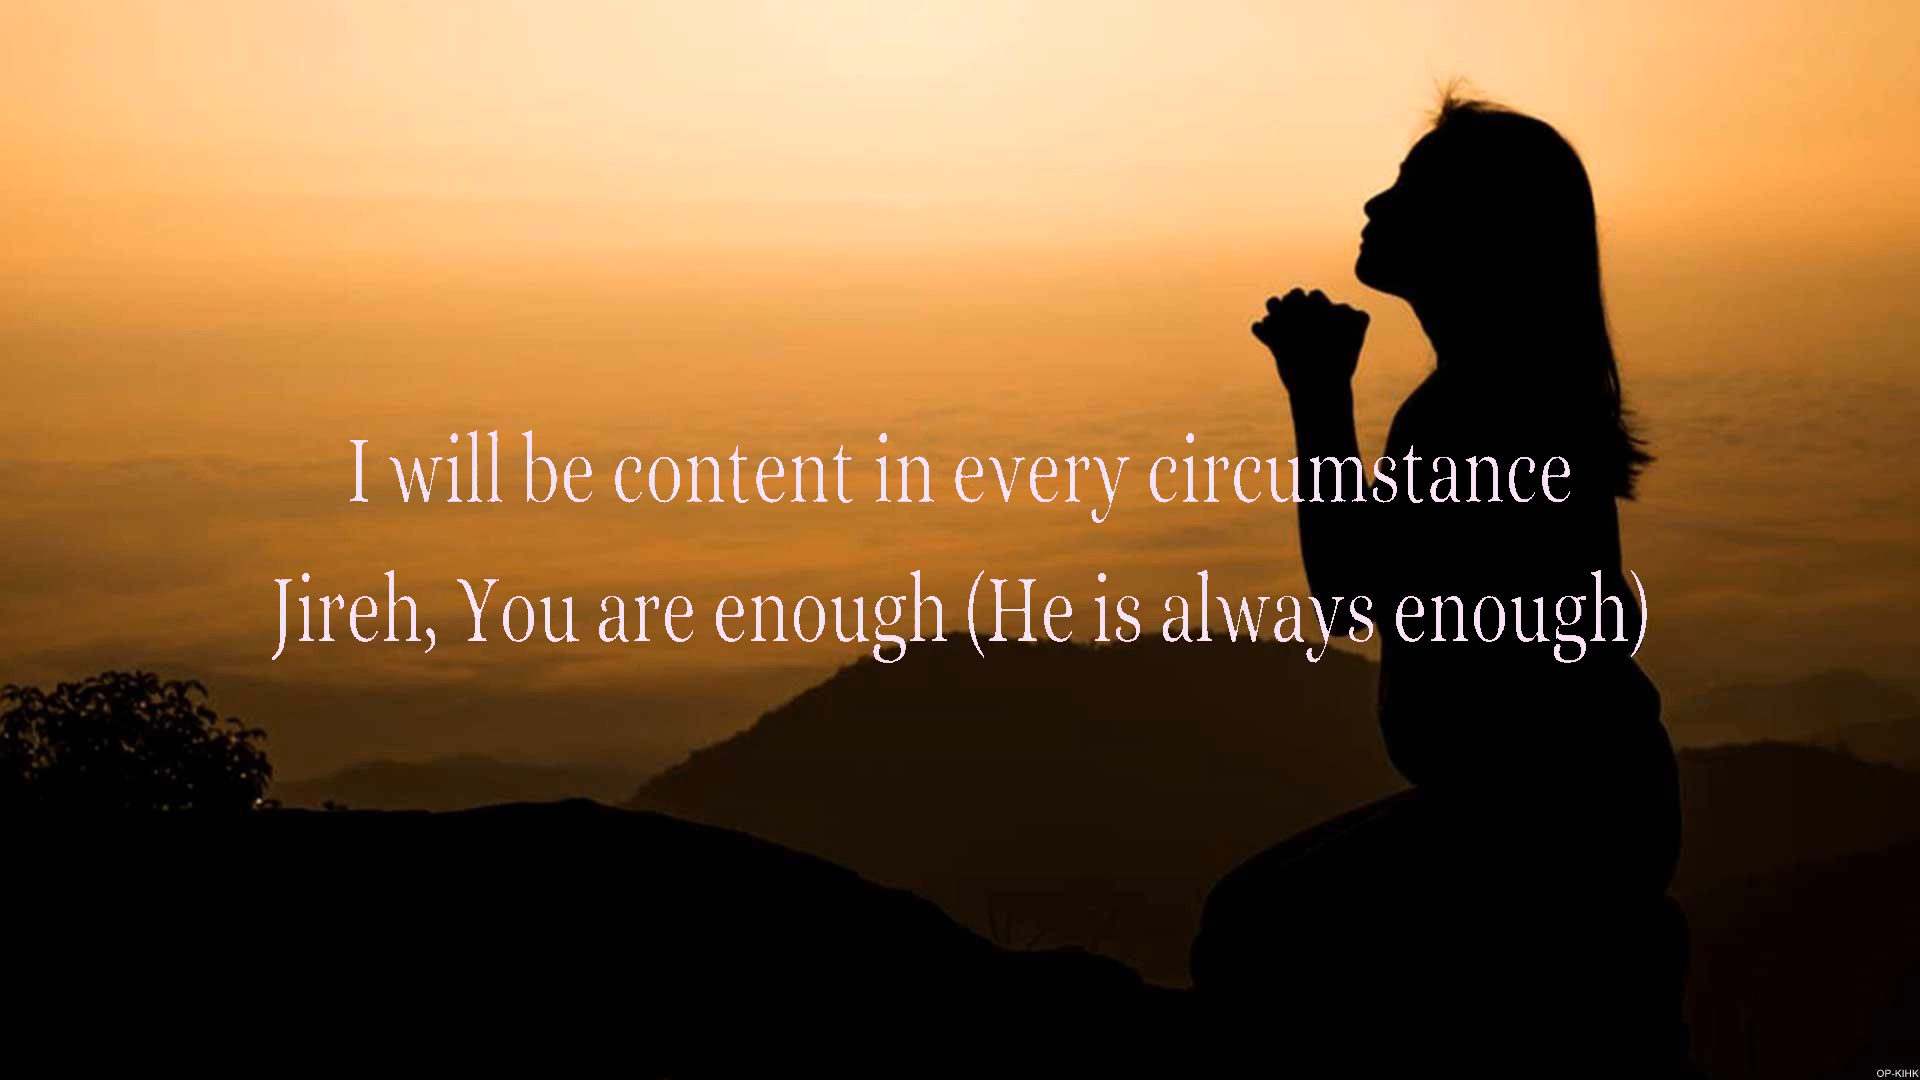 I will be content in every circumstance
Jireh, You are enough (He is always enough)
OP-KIHK